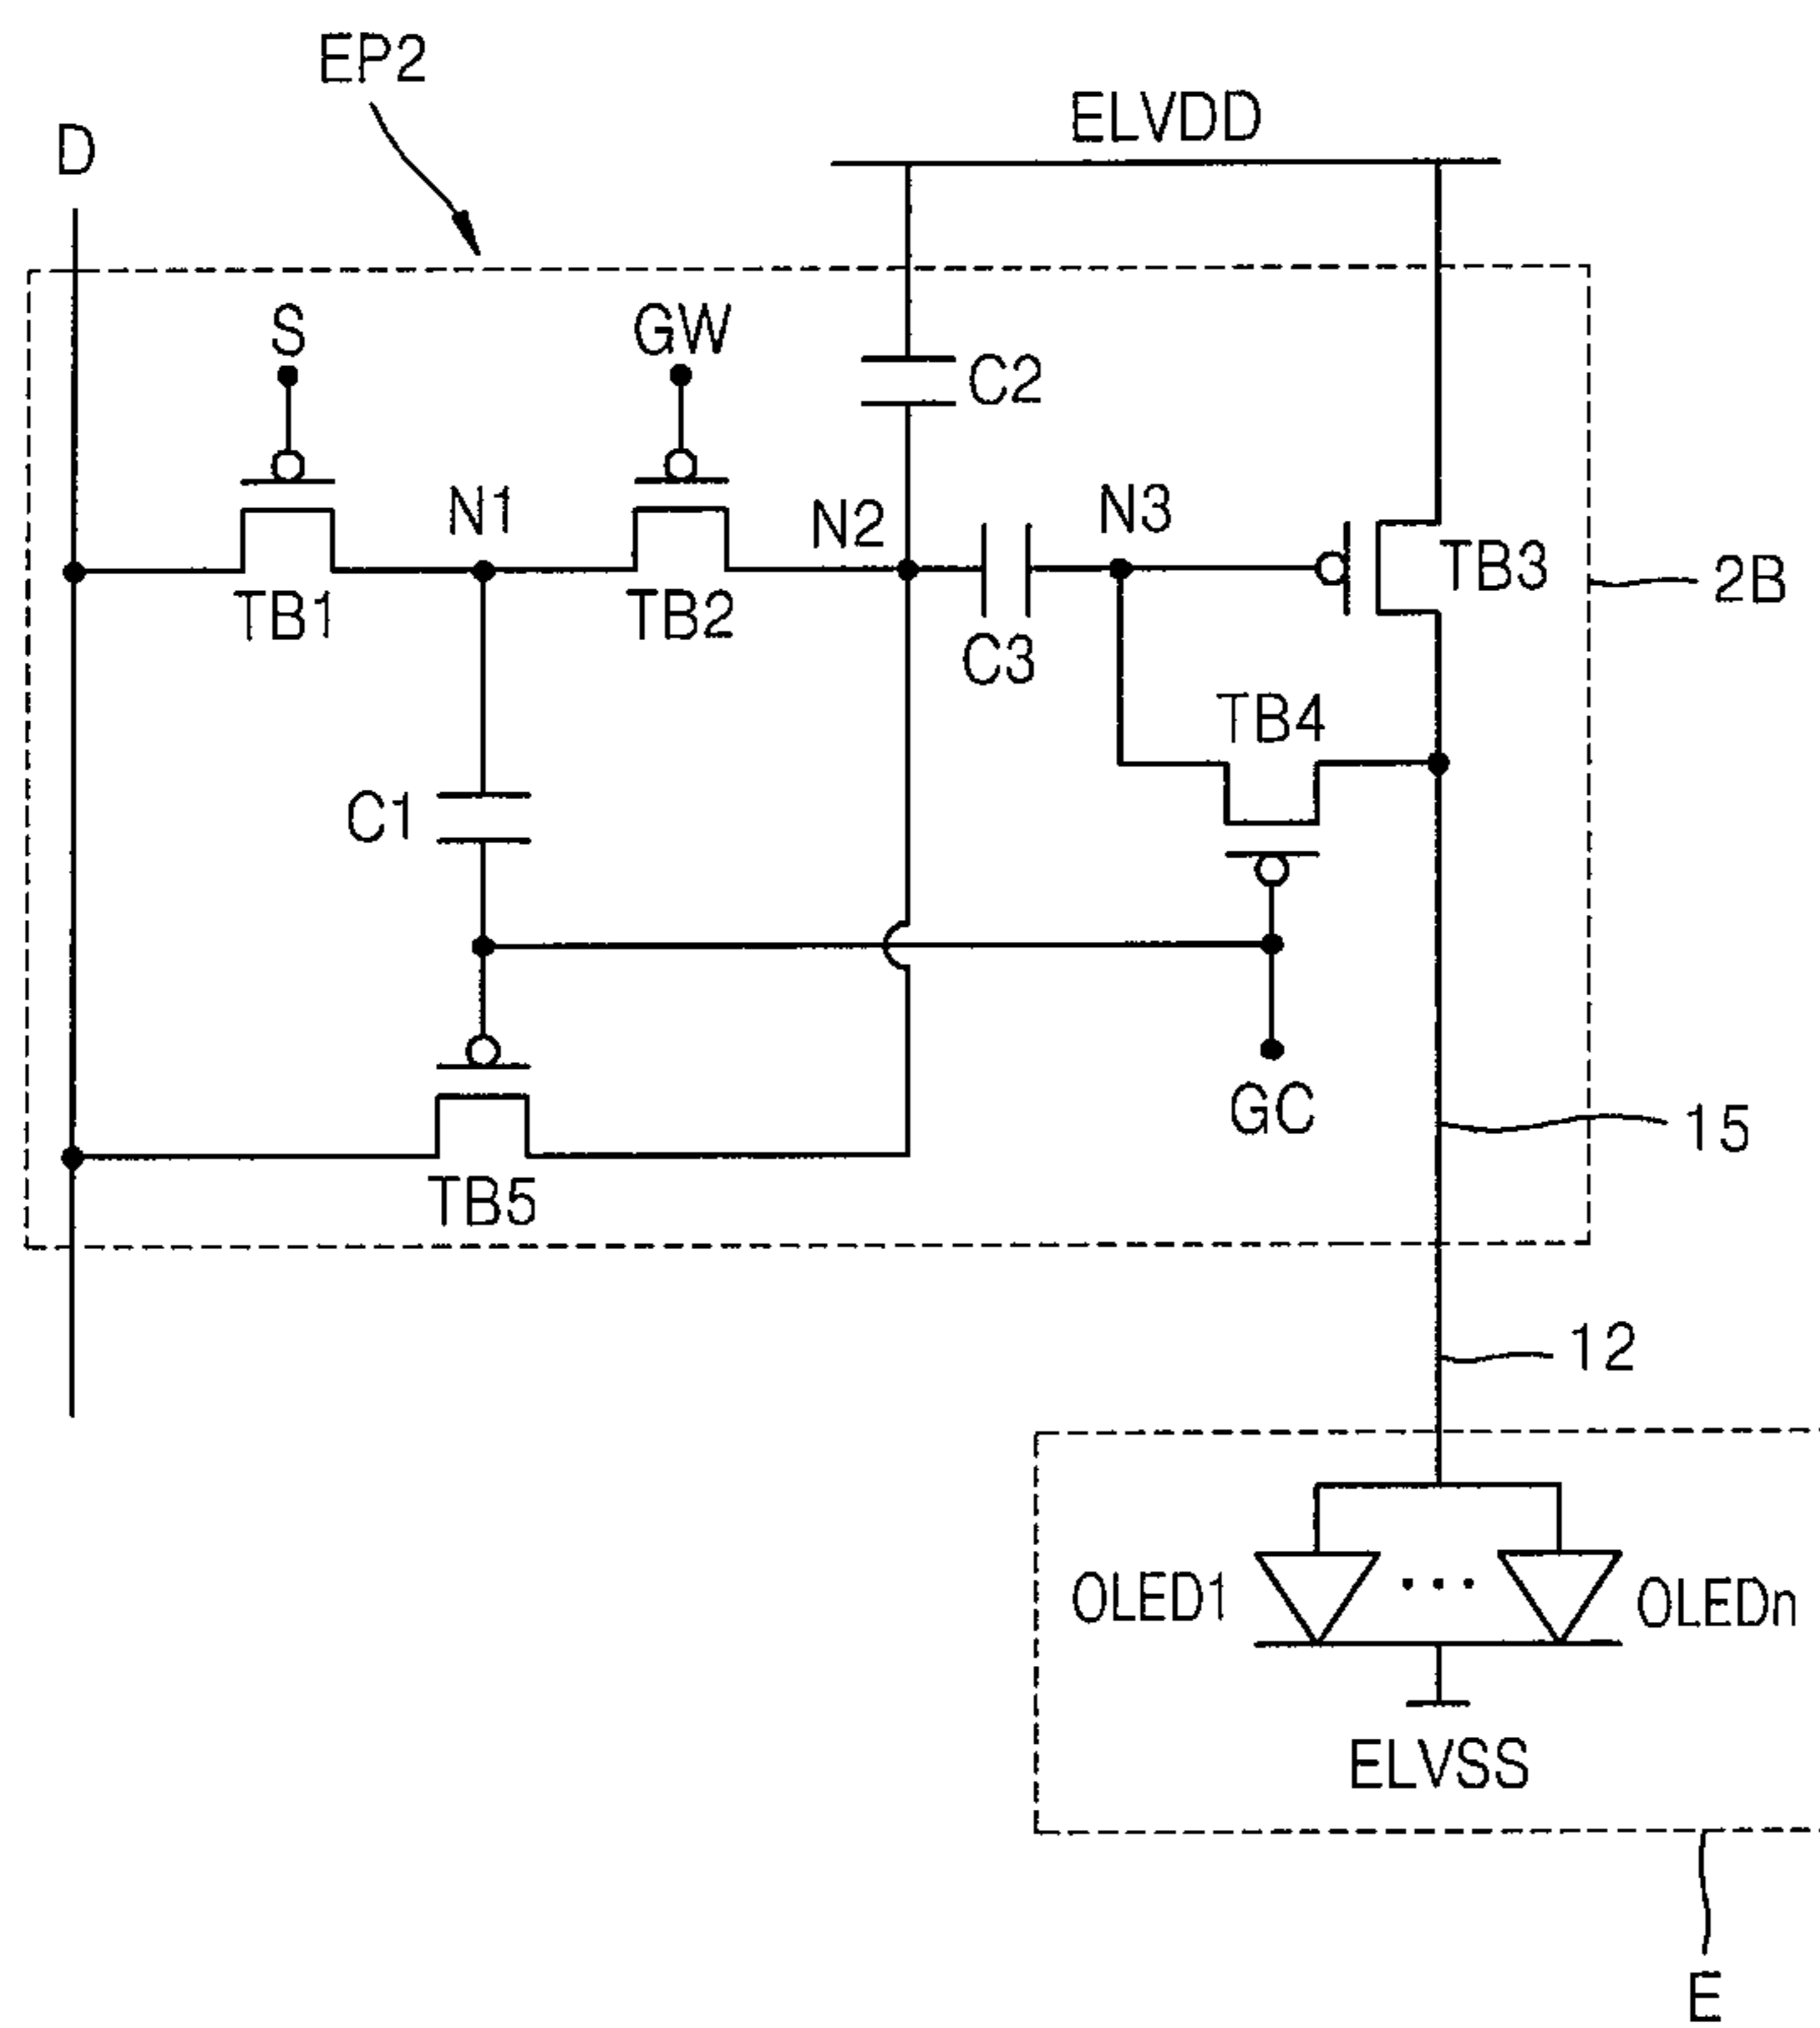 EP2
ELVDD
D
S
GW
C2
N1
N2
N3
TB1
TB2
TB3
2B
C3
TB4
C1
GC
15
TB5
12
OLED1
OLEDn
ELVSS
E